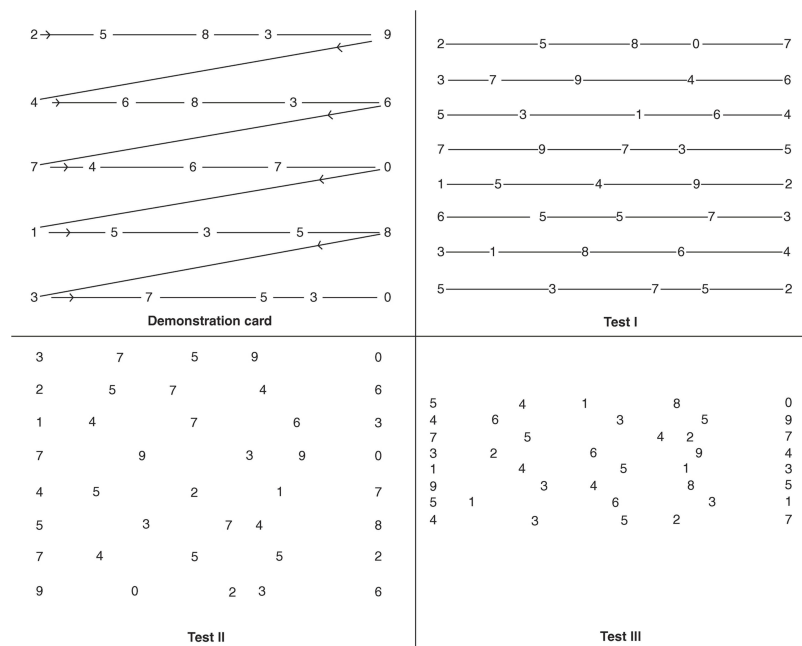 2 5 8 3 9
4 6 8 3 6
7 4 6 7 0
1 5 3 5 8
3 7 5 3 0
Demonstration card
2 5 8 0 7
3 7 9 4 6
5 3 1 6 4
7 9 7 3 5
1 5 4 9 2
6 5 5 7 3
3 1 8 6 4
5 3 7 5 2
Test I
3 7 5 9 0
2 5 7 4 6
1 4 7 6 3
7 9 3 9 0
4 5 2 1 7
5 3 7 4 8
7 4 5 5 2
9 0 2 3 6
Test II
5 4 1 8 0
4 6 3 5 9
7 5 4 2 7
3 2 6 9 4
1 4 5 1 3
9 3 4 8 5
5 1 6 3 1
4 3 5 2 7
Test III